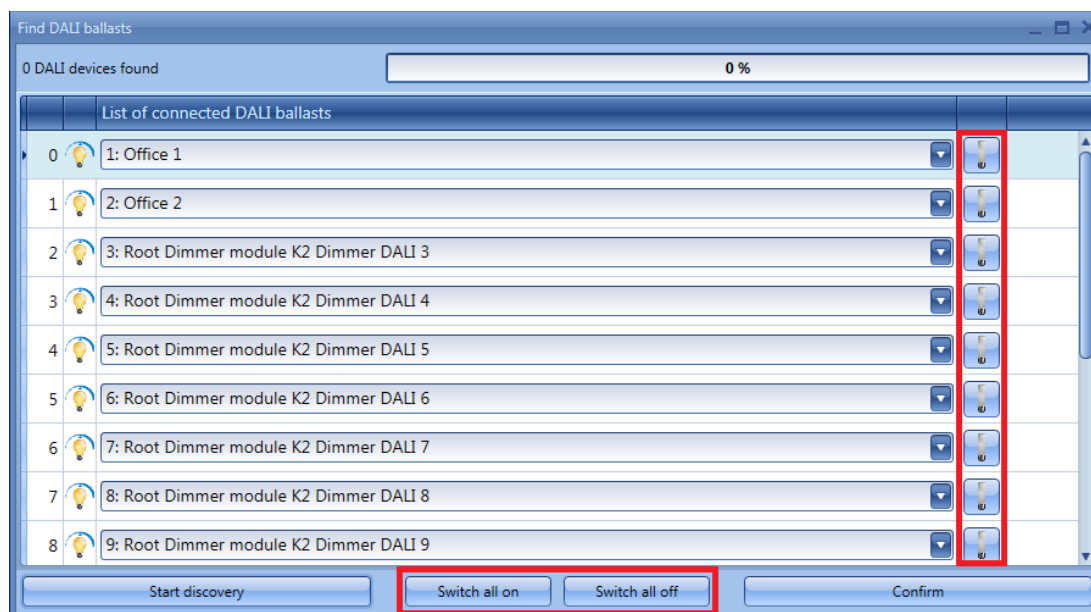 Find DALI ballasts
0 DALI devices found
0 %
List of connected DALI ballasts
0 1: Office 1
1 2: Office 2
2 3: Root Dimmer module K2 Dimmer DALI 3
3 4: Root Dimmer module K2 Dimmer DALI 4
4 5: Root Dimmer module K2 Dimmer DALI 5
5 6: Root Dimmer module K2 Dimmer DALI 6
6 7: Root Dimmer module K2 Dimmer DALI 7
7 8: Root Dimmer module K2 Dimmer DALI 8
8 9: Root Dimmer module K2 Dimmer DALI 9
Start discovery Switch all on Switch all off Confirm